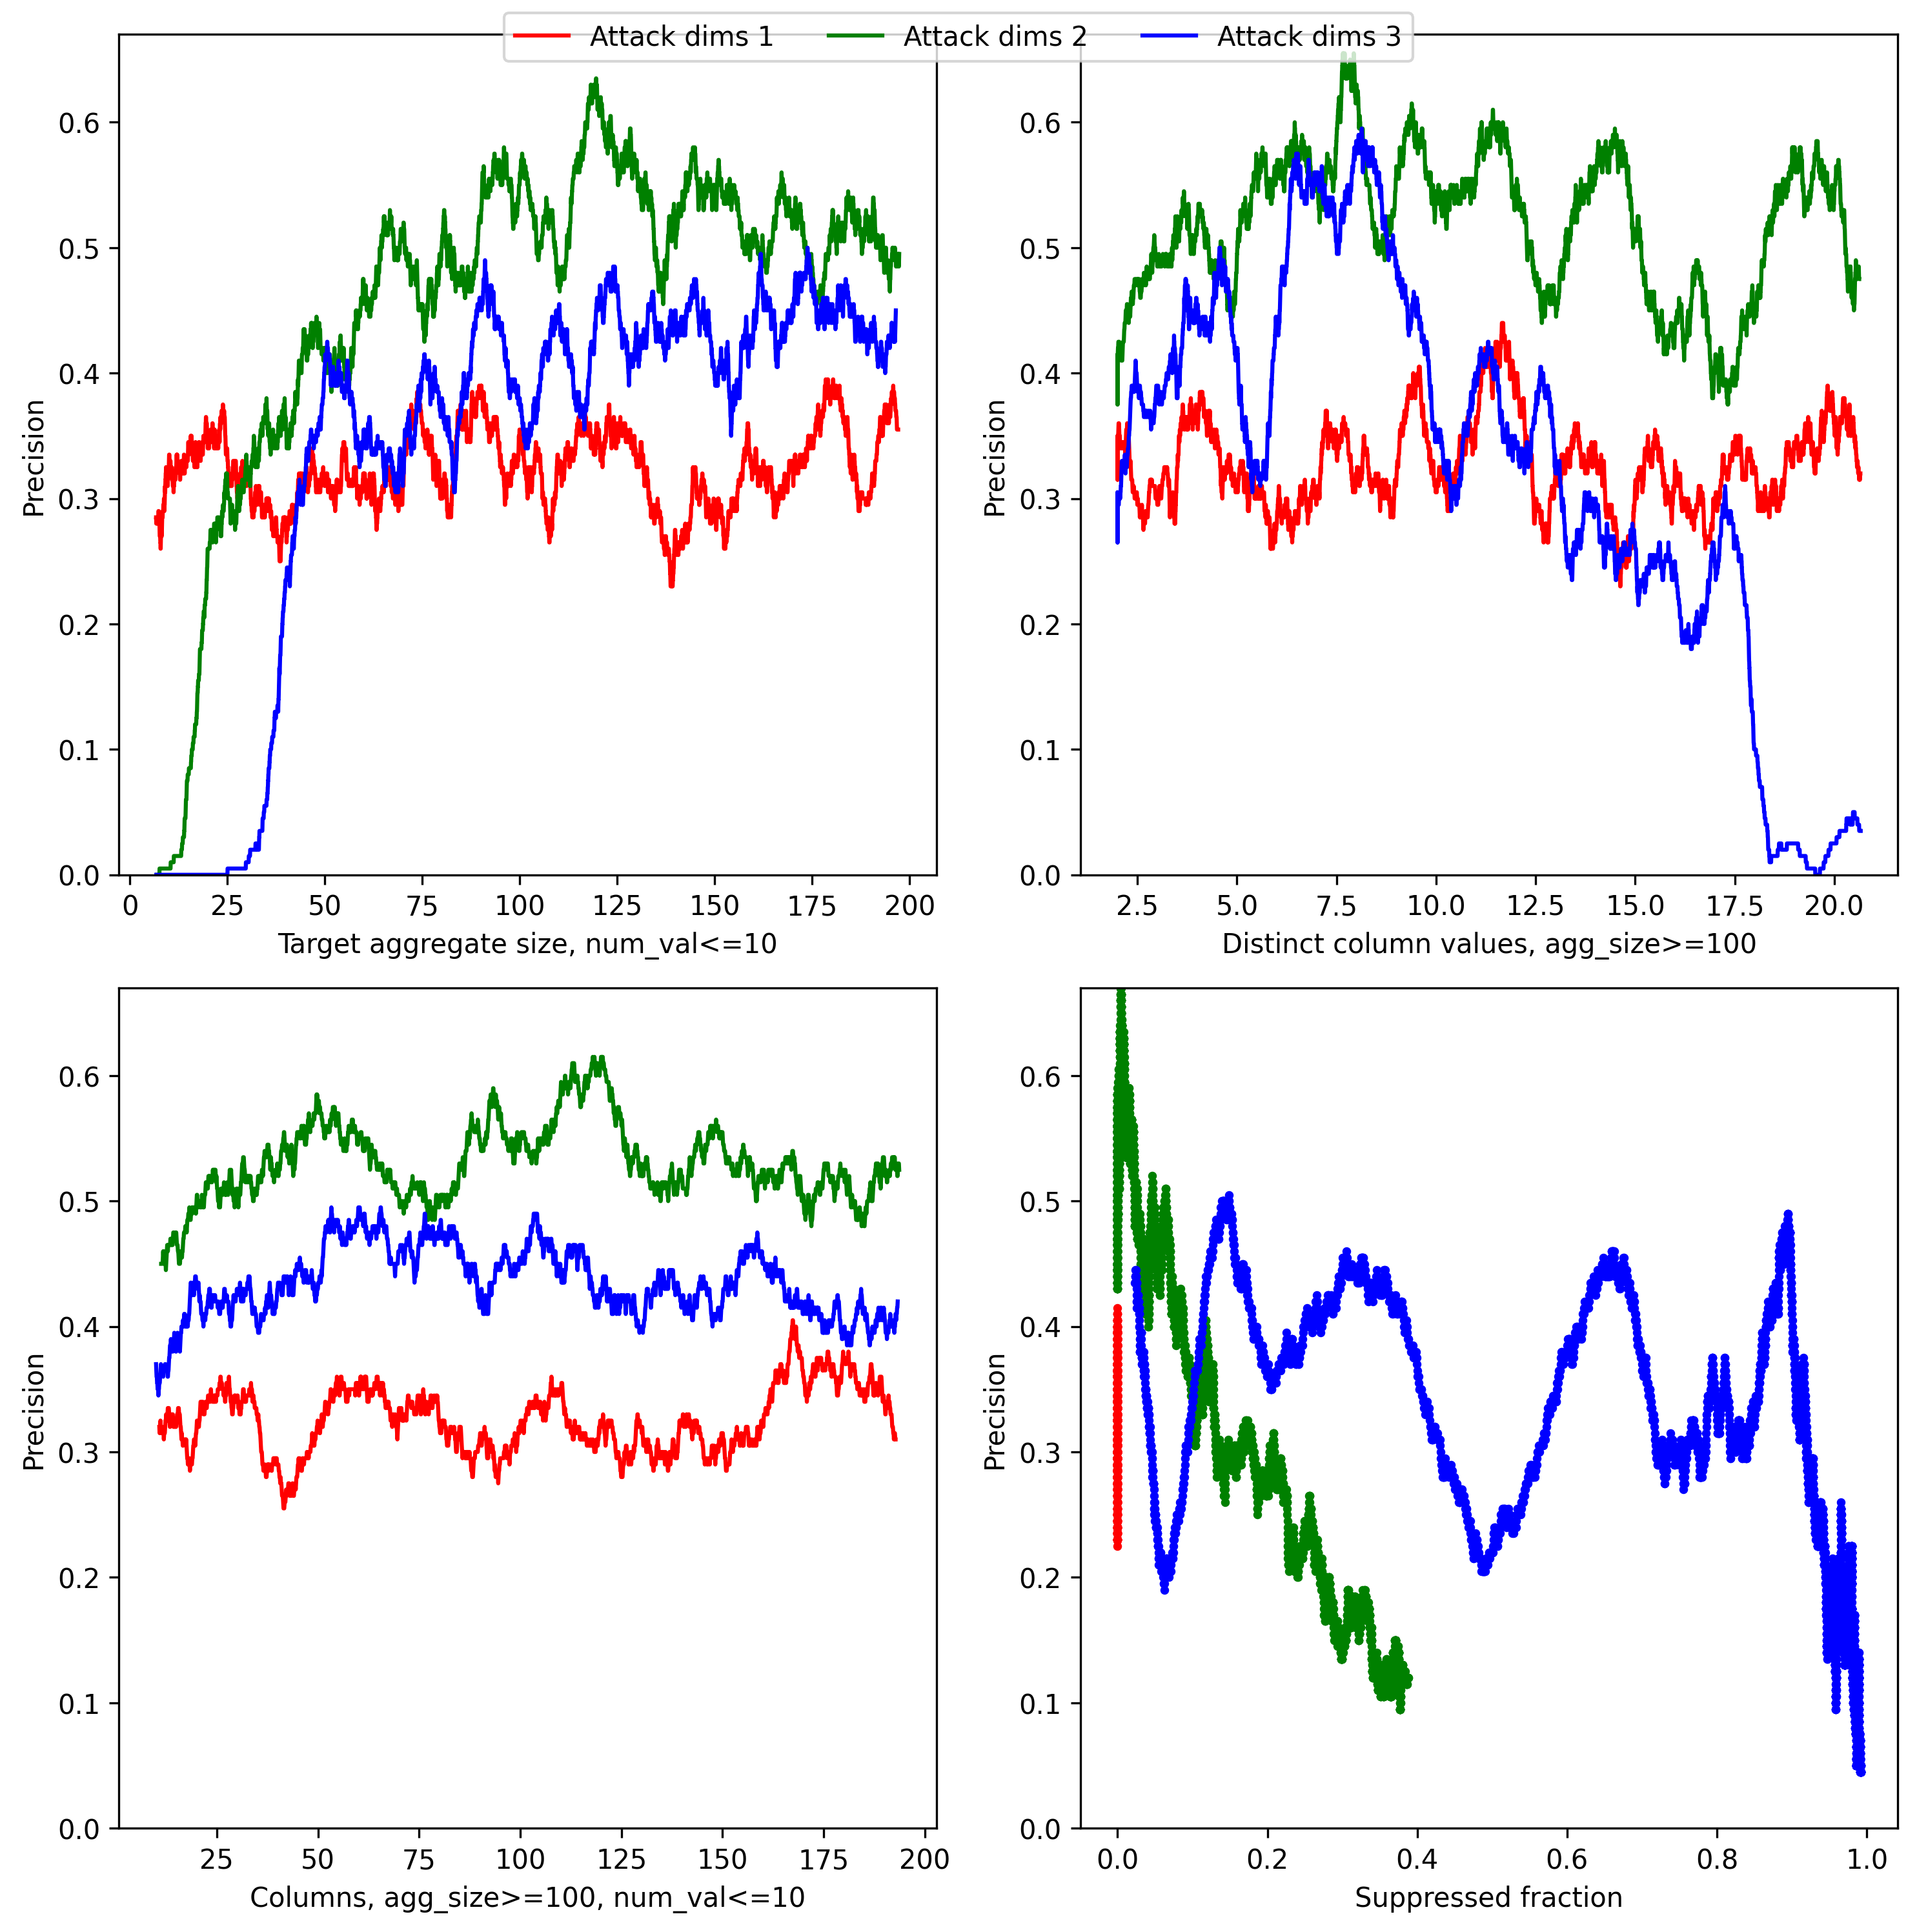 Attack dims 1 Attack dims 2 Attack dims 3
Precision
0.6
0.5
0.4
0.3
0.2
0.1
0.0
0 25 50 75 100 125 150 175 200
Target aggregate size, num_val<=10
Precision
0.6
0.5
0.4
0.3
0.2
0.1
0.0
2.5 5.0 7.5 10.0 12.5 15.0 17.5 20.0
Distinct column values, agg_size>=100
Precision
0.6
0.5
0.4
0.3
0.2
0.1
0.0
25 50 75 100 125 150 175 200
Columns, agg_size>=100, num_val<=10
Precision
0.6
0.5
0.4
0.3
0.2
0.1
0.0
0.0 0.2 0.4 0.6 0.8 1.0
Suppressed fraction